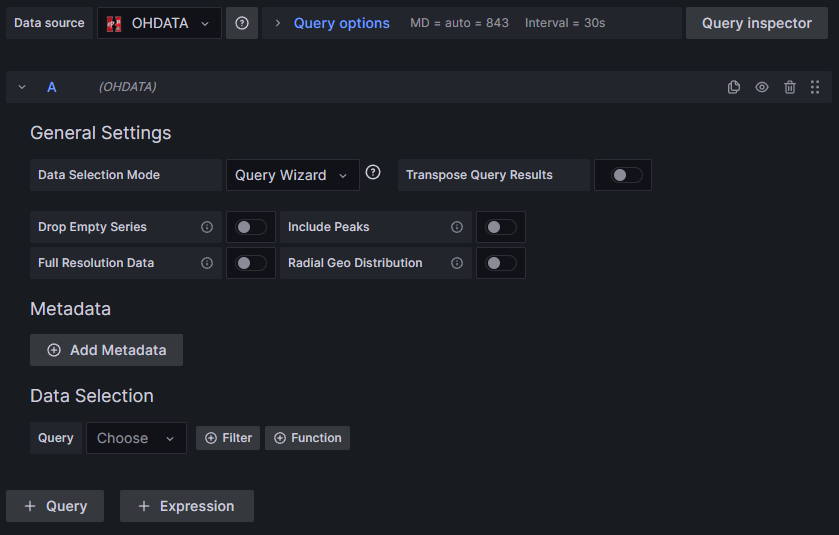 Data source OHDATA Query options MD = auto = 843 Interval = 30s Query inspector
A (OHDATA)
General Settings
Data Selection Mode Query Wizard Transpose Query Results
Drop Empty Series Include Peaks
Full Resolution Data Radial Geo Distribution
Metadata
Add Metadata
Data Selection
Query Choose Filter Function
+ Query + Expression